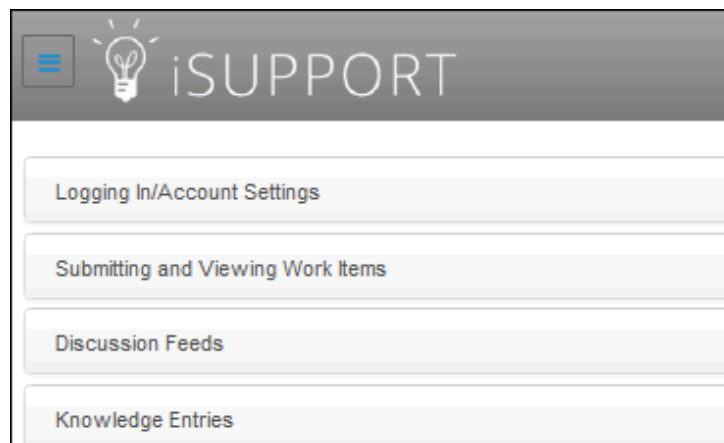 iSUPPORT
Logging In/Account Settings
Submitting and Viewing Work Items
Discussion Feeds
Knowledge Entries